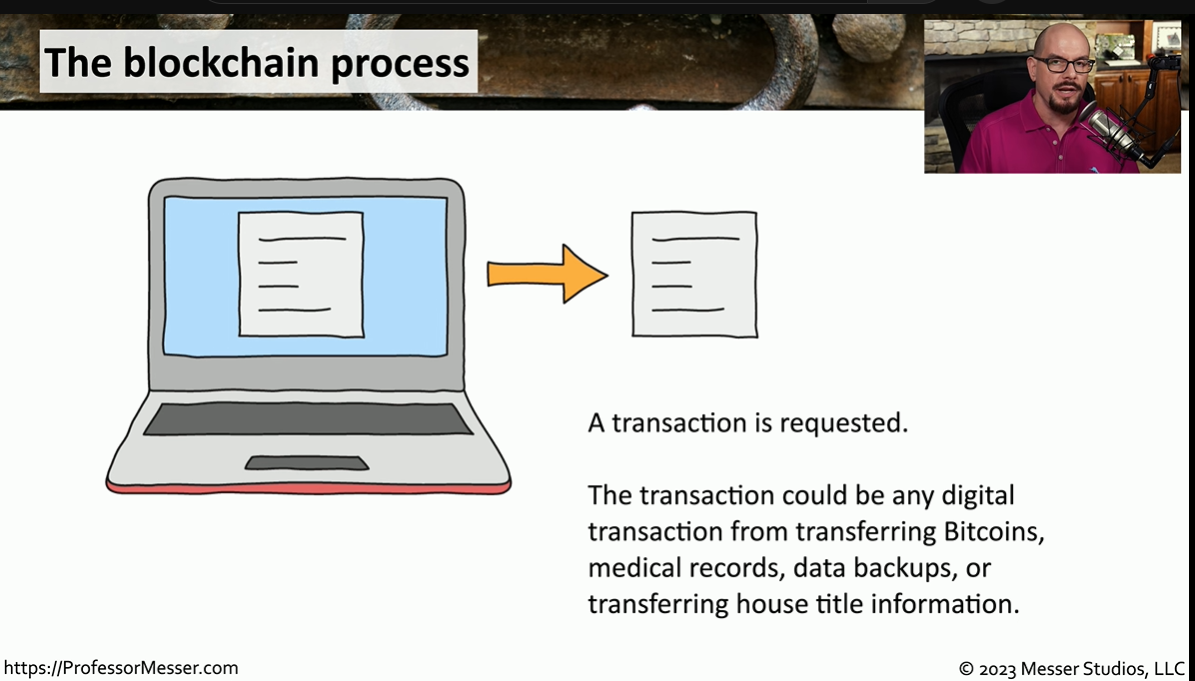 The blockchain process
A transaction is requested.
The transaction could be any digital
transaction from transferring Bitcoins,
medical records, data backups, or
transferring house title information.
https://ProfessorMesser.com
© 2023 Messer Studios, LLC